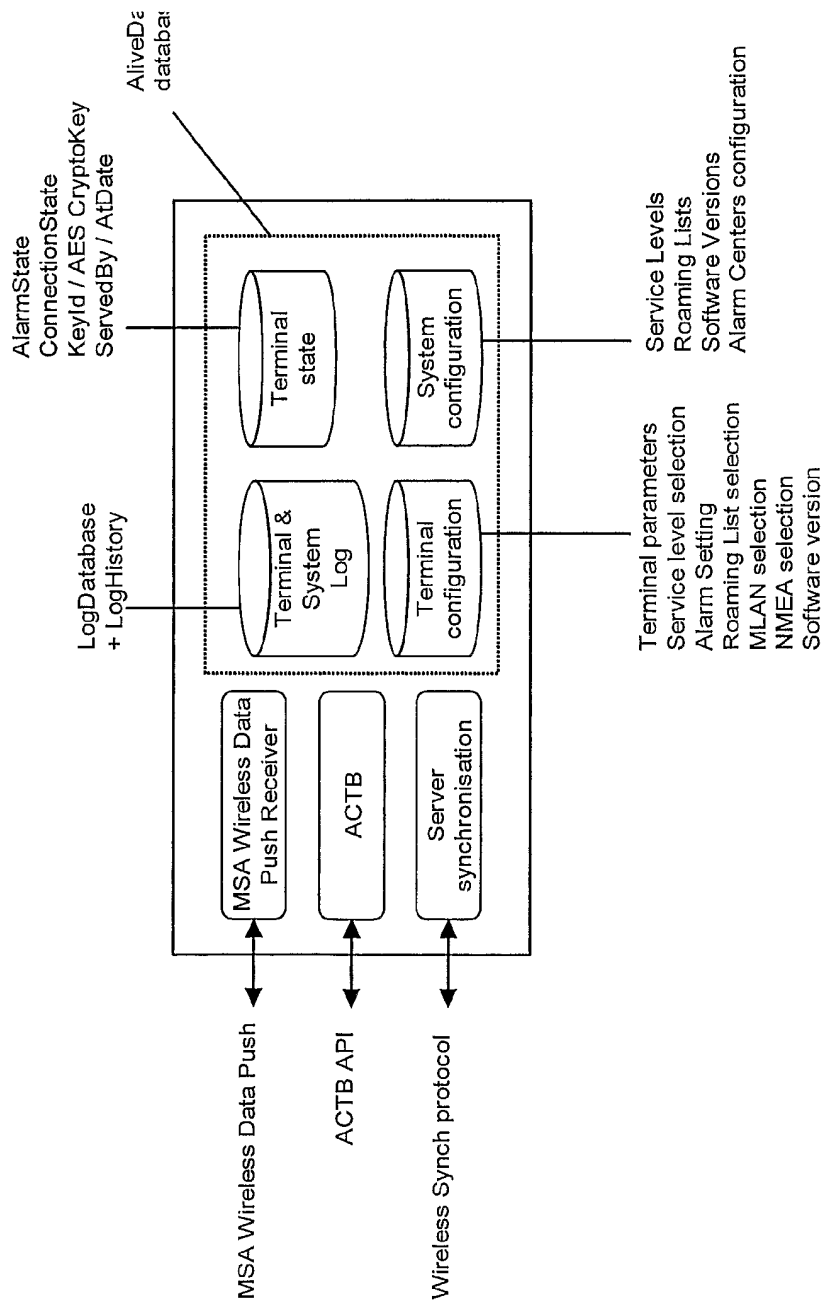 AlarmState
ConnectionState
KeyId / AES CryptoKey
ServedBy / AtDate
LogDatabase
+ LogHistory
MSA Wireless Data Push
ACTB API
Wireless Synch protocol
MSA Wireless Data
Push Receiver
ACTB
Server
synchronisation
Terminal &
System
Log
Terminal
state
Terminal
configuration
System
configuration
Terminal parameters
Service level selection
Alarm Setting
Roaming List selection
MLAN selection
NMEA selection
Software version
Service Levels
Roaming Lists
Software Versions
Alarm Centers configuration